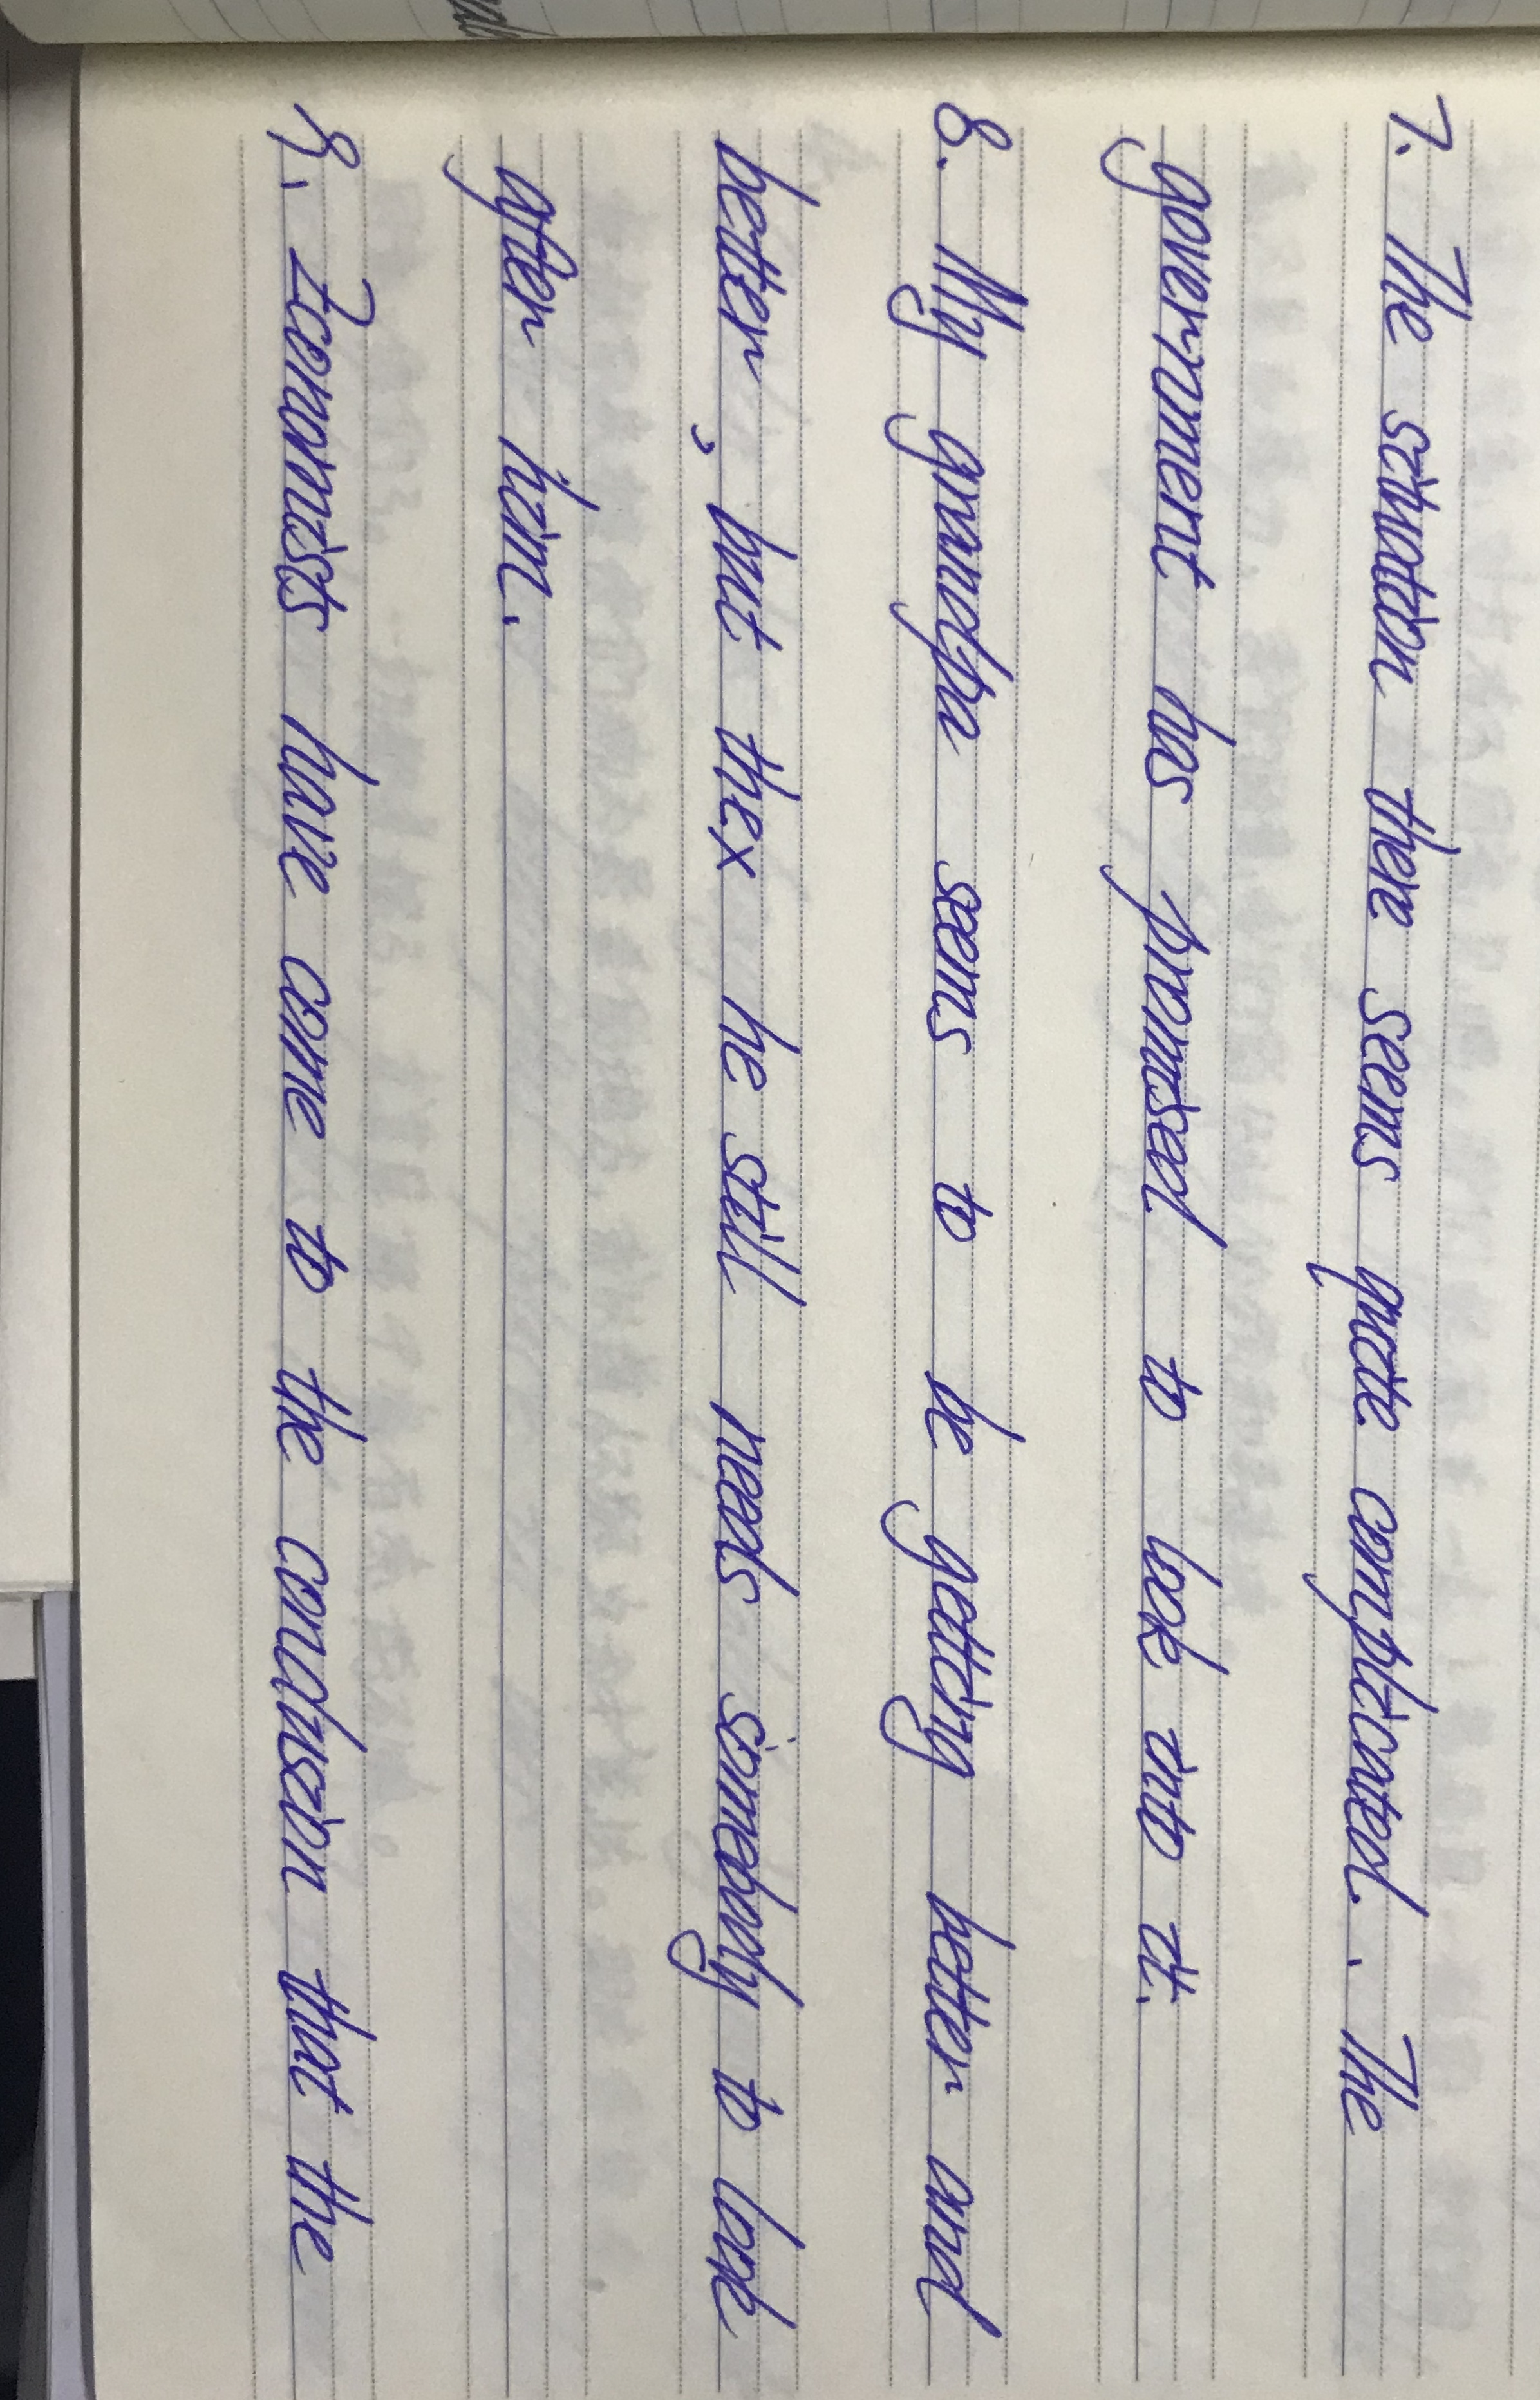 7. The situation there seems quite complicated. . The
government has promised to look into it.
8. My grandpa seems to be getting better and
better , but thex he still needs somebody to look
after him.
9. Economists have come to the conclusion that the